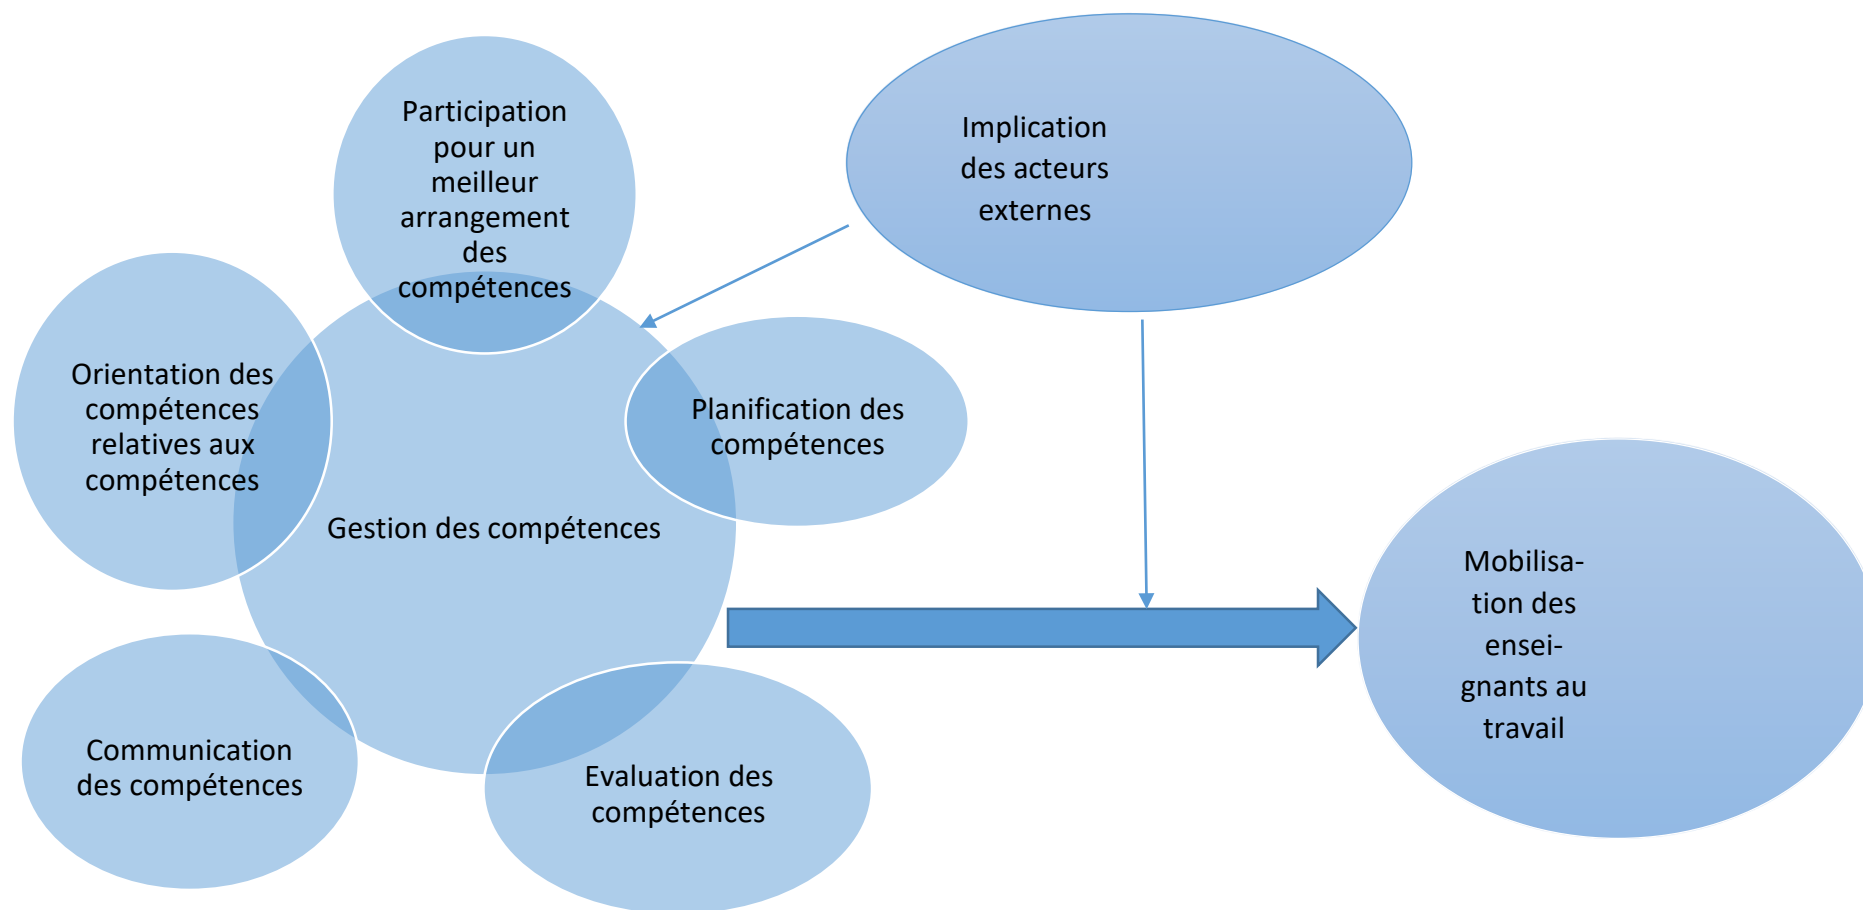 Participation
pour un
meilleur
arrangement
des
compétences
Implication
des acteurs
externes
Orientation des
compétences
relatives aux
compétences
Planification des
compétences
Gestion des compétences
Mobilisa-
tion des
ensei-
gnants au
travail
Communication
des compétences
Evaluation des
compétences